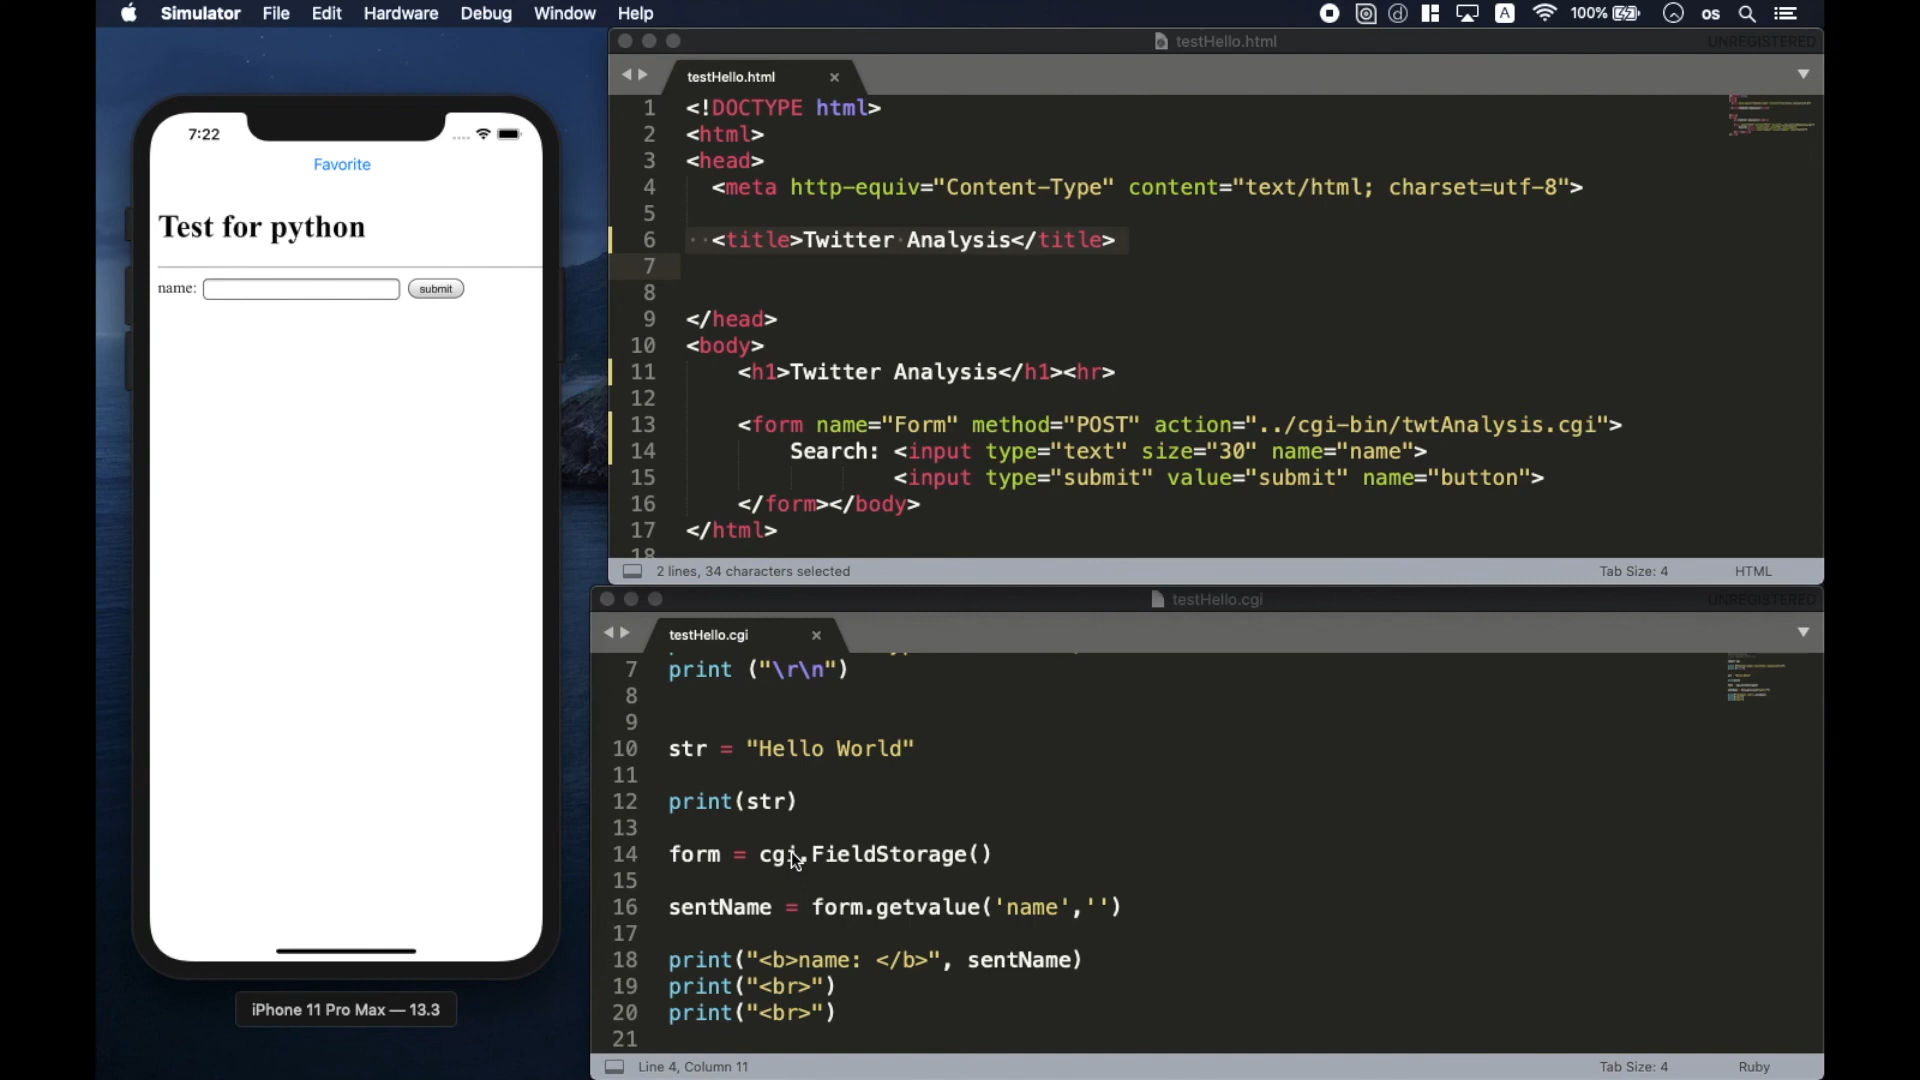 Simulator File Edit Hardware Debug Window Help
A 100% os
7:22
Favorite
Test for python
name: submit
iPhone 11 Pro Max — 13.3
testHello.html
UNREGISTERED
testHello.html
1 <!DOCTYPE html>
2 <html>
3 <head>
4 <meta http-equiv="Content-Type" content="text/html; charset=utf-8">
5
6 <title>Twitter Analysis</title>
7
8
9 </head>
10 <body>
11 <h1>Twitter Analysis</h1><hr>
12
13 <form name="Form" method="POST" action="../cgi-bin/twtAnalysis.cgi">
14 Search: <input type="text" size="30" name="name">
15 <input type="submit" value="submit" name="button">
16 </form></body>
17 </html>
18
2 lines, 34 characters selected
Tab Size: 4 HTML
testHello.cgi
UNREGISTERED
testHello.cgi
7 print ("\r\n")
8
9
10 str = "Hello World"
11
12 print(str)
13
14 form = cgi.FieldStorage()
15
16 sentName = form.getvalue('name','')
17
18 print("<b>name: </b>", sentName)
19 print("<br>")
20 print("<br>")
21
Line 4, Column 11
Tab Size: 4 Ruby